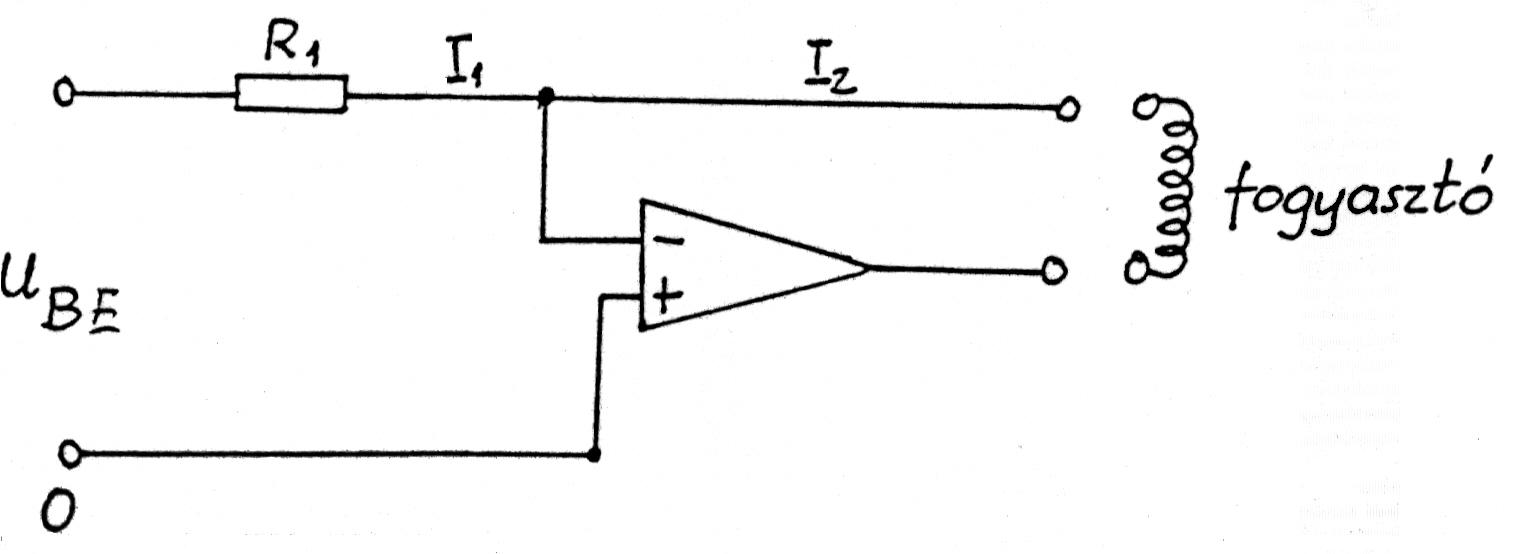 R1
I1
I2
fogyasztó
UBE
−
+
0